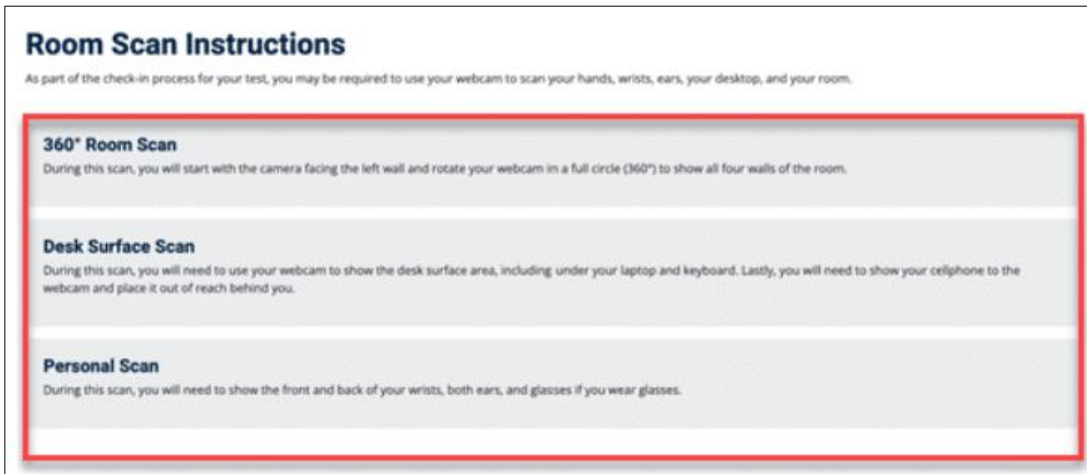 Room Scan Instructions
As part of the check-in process for your test, you may be required to use your webcam to scan your hands, wrists, ears, your desktop, and your room.
360° Room Scan
During this scan, you will start with the camera facing the left wall and rotate your webcam in a full circle (360°) to show all four walls of the room.
Desk Surface Scan
During this scan, you will need to use your webcam to show the desk surface area, including under your laptop and keyboard. Lastly, you will need to show your cellphone to the
webcam and place it out of reach behind you.
Personal Scan
During this scan, you will need to show the front and back of your wrists, both ears, and glasses if you wear glasses.